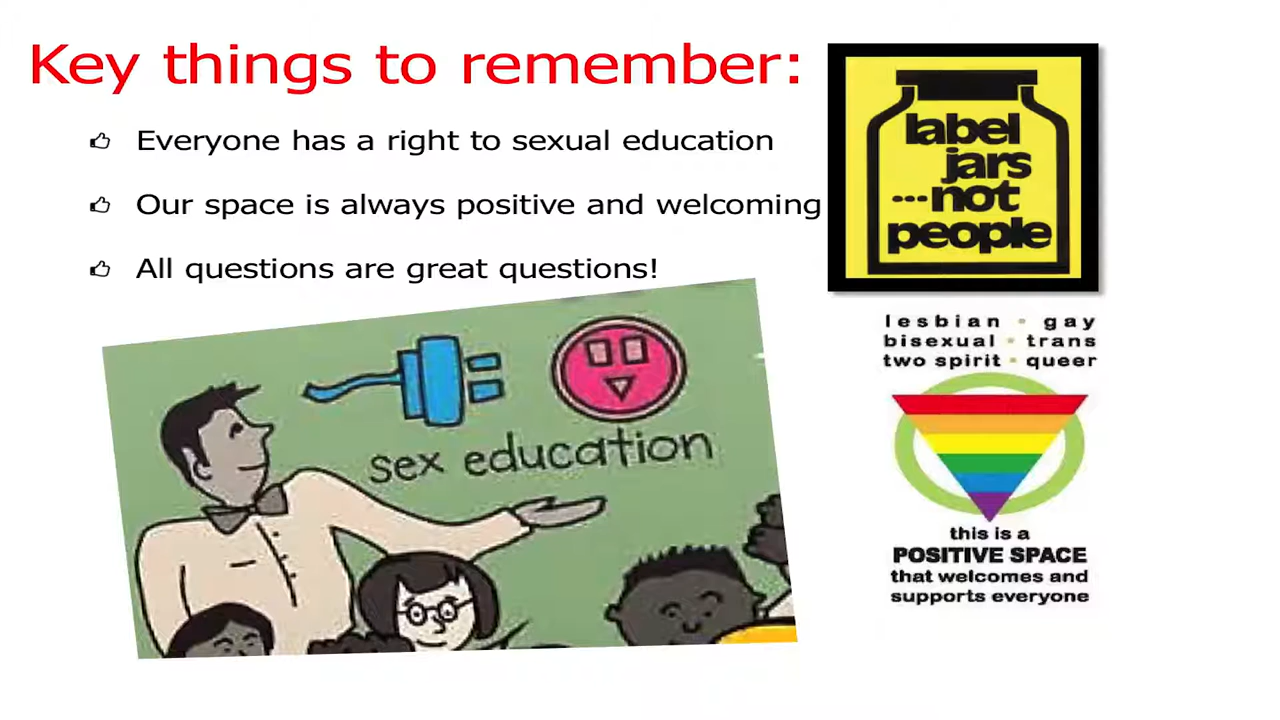 Key things to remember:
Everyone has a right to sexual education
Our space is always positive and welcoming
All questions are great questions!
label
jars
...not
people
sex education
lesbian • gay
bisexual • trans
two spirit • queer
this is a
POSITIVE SPACE
that welcomes and
supports everyone